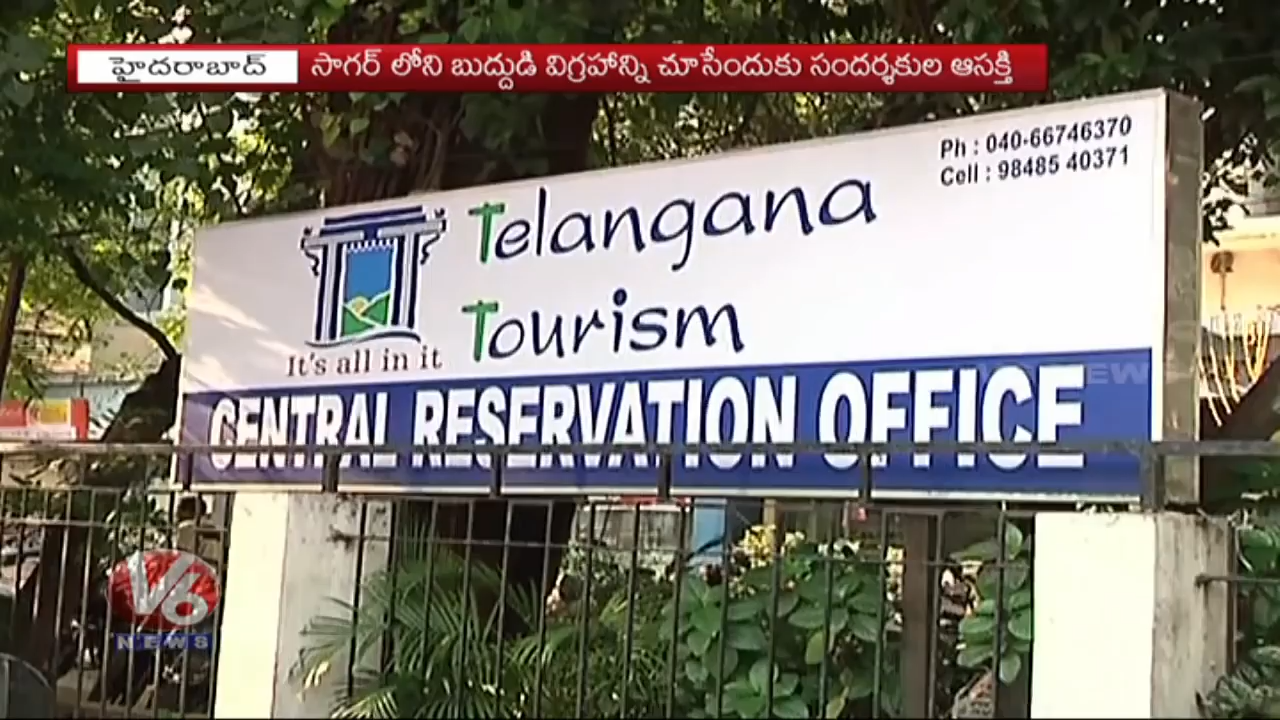 హైదరాబాద్ సాగర్ లోని బుద్దుడి విగ్రహాన్ని చూసేందుకు సందర్శకుల ఆసక్తి
Ph : 040-66746370
Cell : 98485 40371
Telangana
Tourism
It's all in it
CENTRAL RESERVATION OFFICE
V6
NEWS